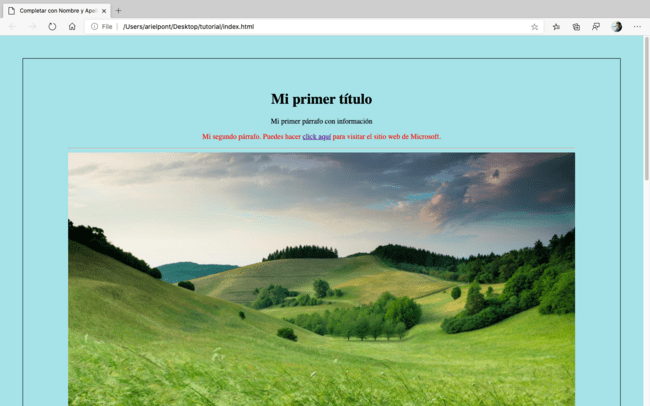 Completar con Nombre y Apel
File
/Users/arielpont/Desktop/tutorial/index.html
Mi primer título
Mi primer párrafo con información
Mi segundo párrafo. Puedes hacer click aquí para visitar el sitio web de Microsoft.